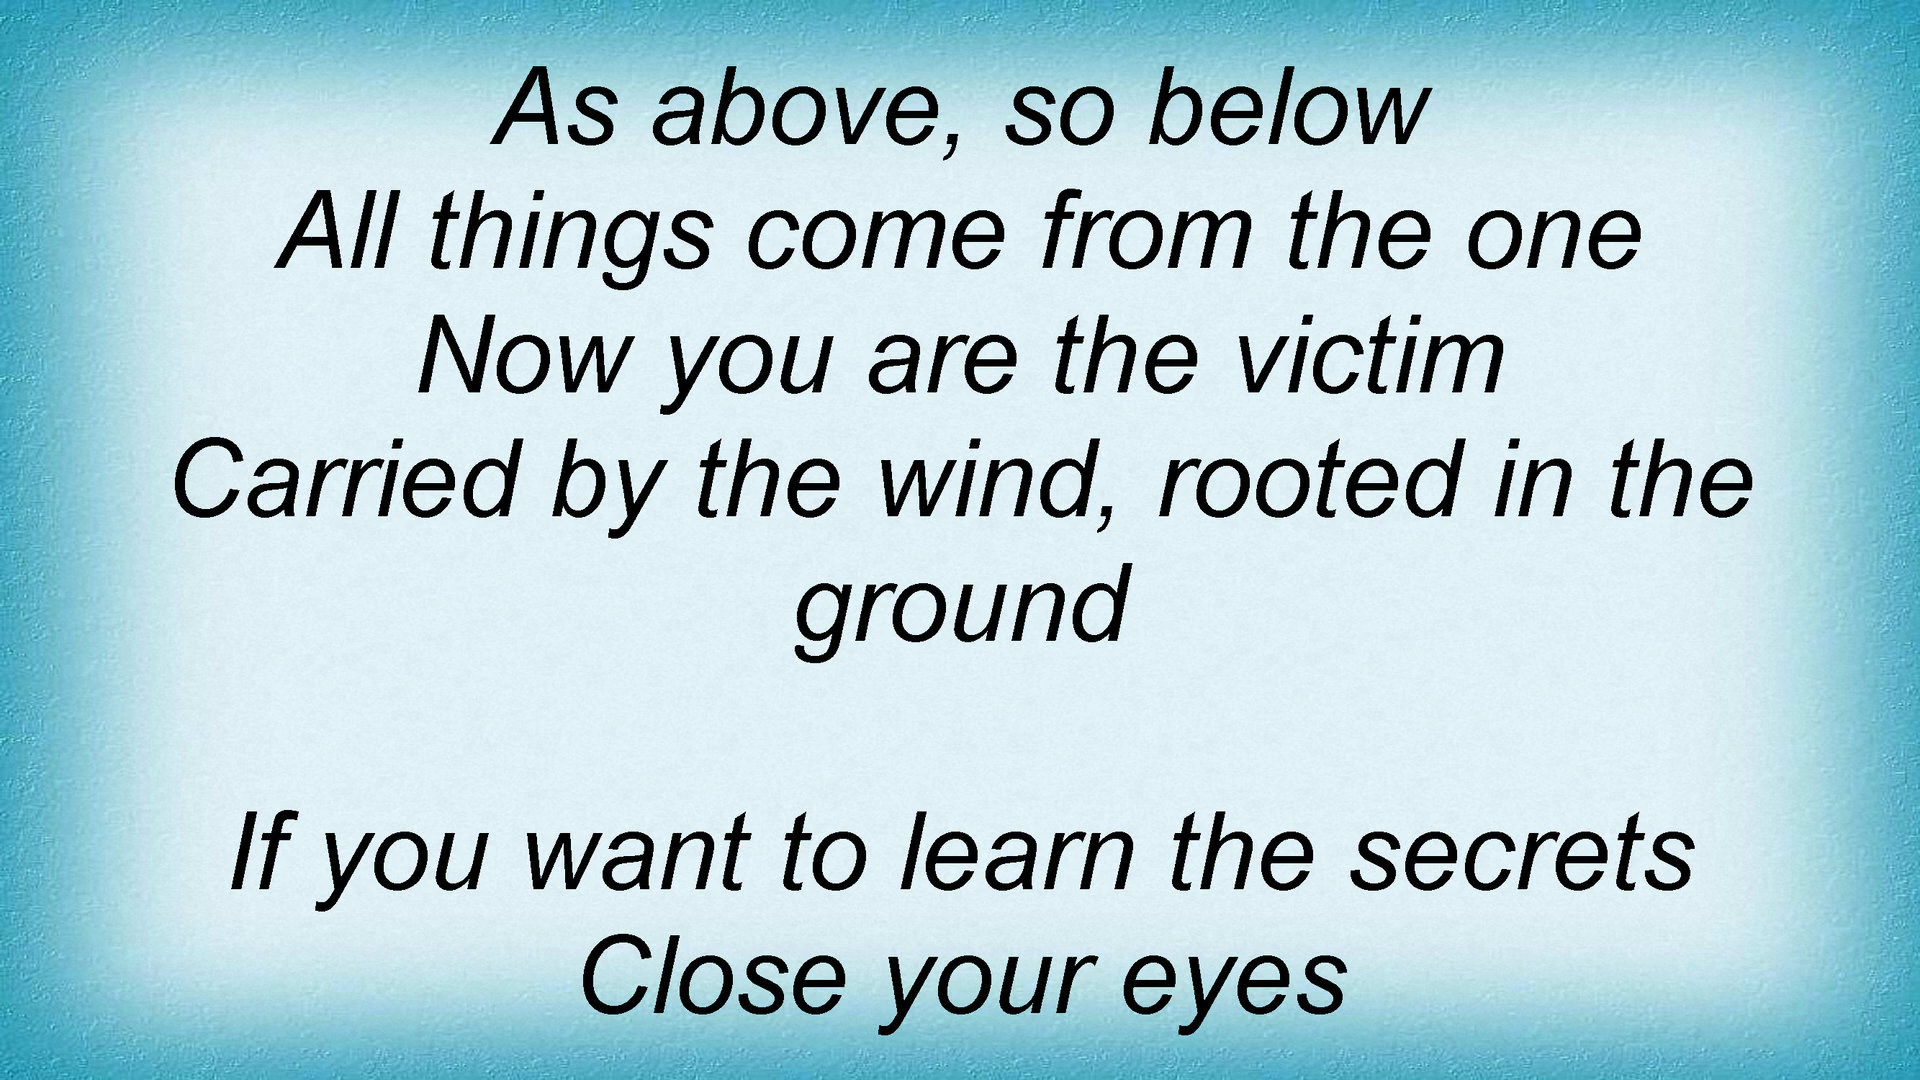 As above, so below
All things come from the one
Now you are the victim
Carried by the wind, rooted in the
ground
If you want to learn the secrets
Close your eyes